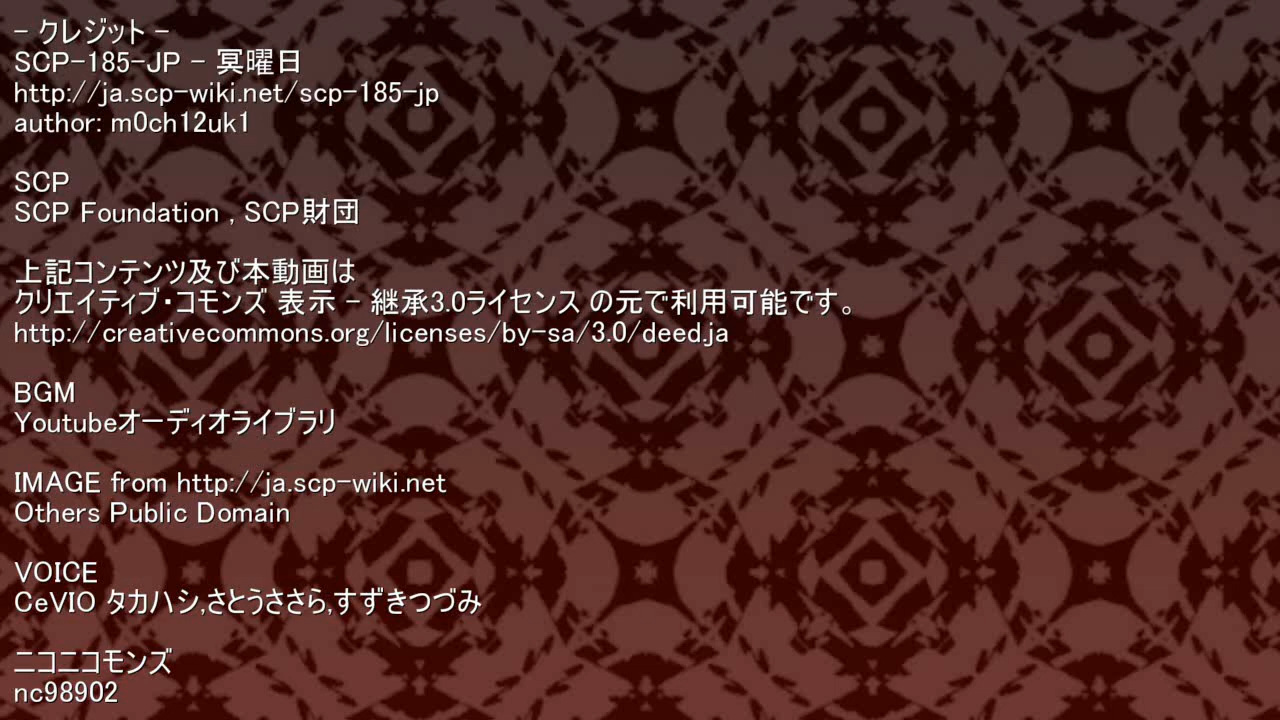 – クレジット –
SCP-185-JP – 冥曜日
http://ja.scp-wiki.net/scp-185-jp
author: m0ch12uk1
SCP
SCP Foundation , SCP財団
上記コンテンツ及び本動画は
クリエイティブ・コモンズ 表示 – 継承3.0ライセンス の元で利用可能です。
http://creativecommons.org/licenses/by-sa/3.0/deed.ja
BGM
Youtubeオーディオライブラリ
IMAGE from http://ja.scp-wiki.net
Others Public Domain
VOICE
CeVIO タカハシ,さとうささら,すずきつづみ
ニコニコモンズ
nc98902